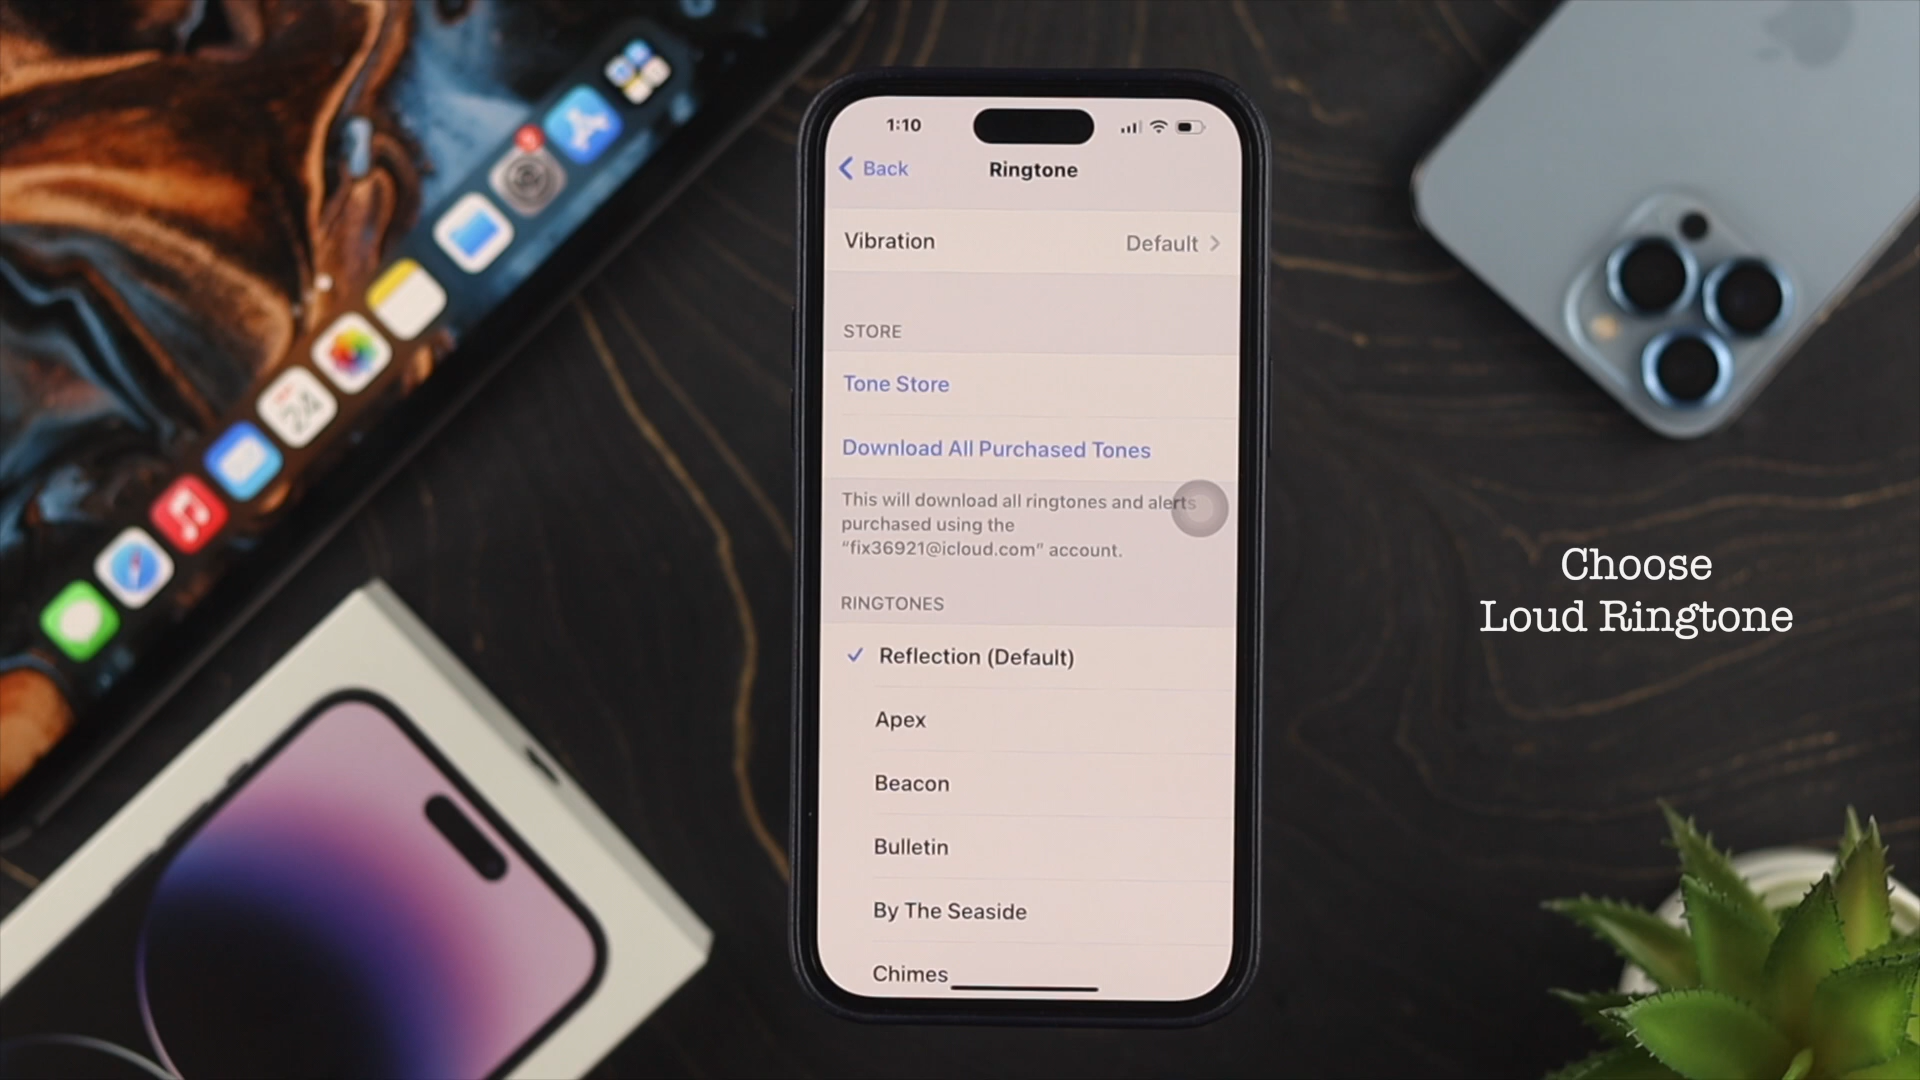 1:10
Back
Ringtone
Vibration
Default
STORE
Tone Store
Download All Purchased Tones
This will download all ringtones and alerts
purchased using the
“fix36921@icloud.com” account.
RINGTONES
✓ Reflection (Default)
Apex
Beacon
Bulletin
By The Seaside
Chimes
Choose
Loud Ringtone
24